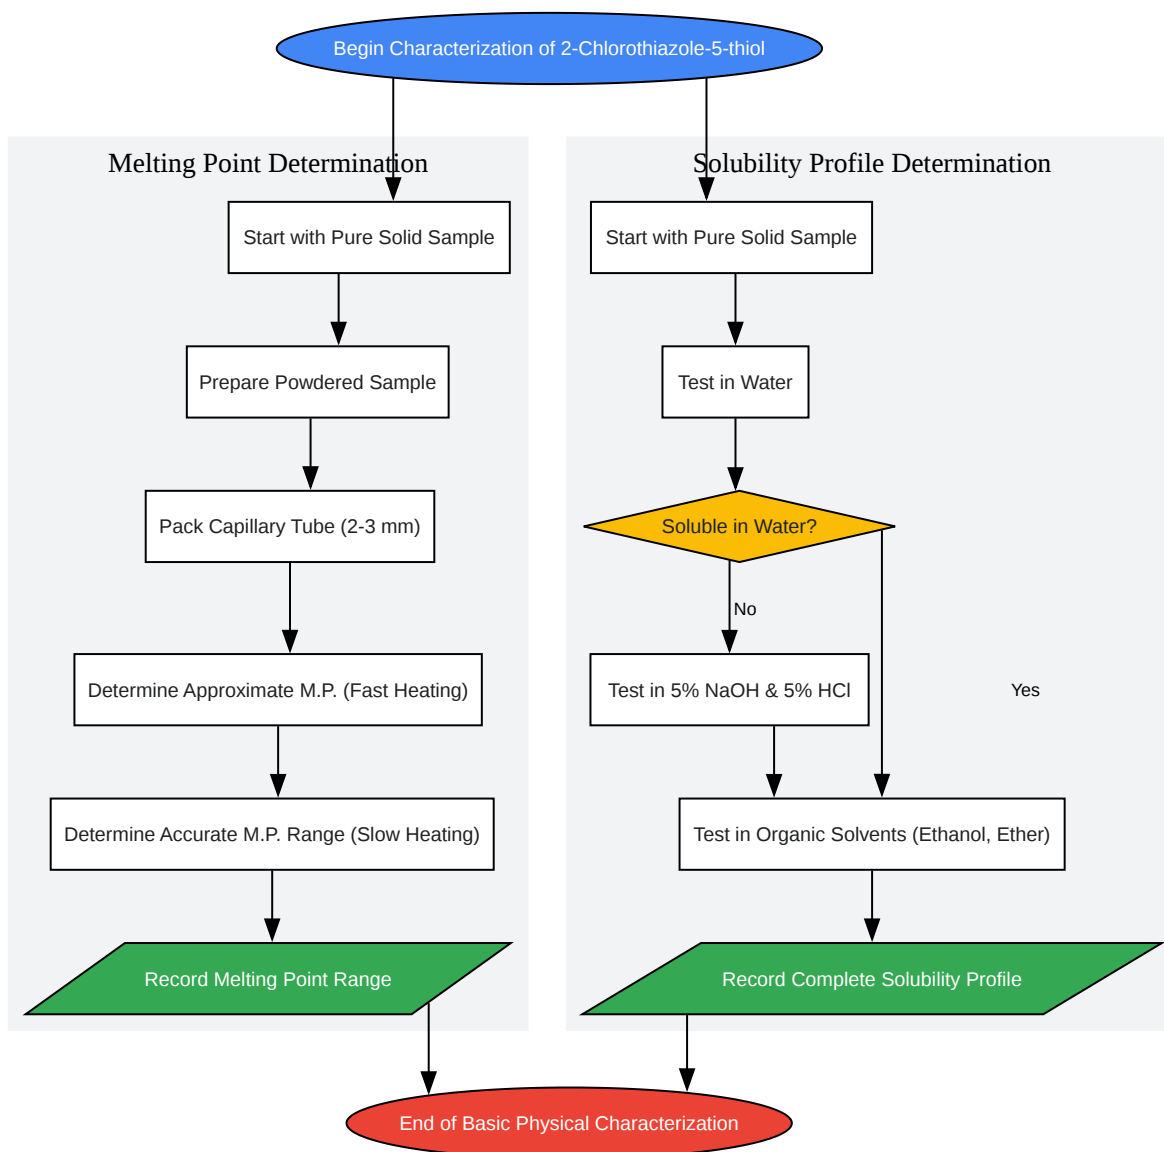 Begin Characterization of 2-Chlorothiazole-5-thiol
Melting Point Determination
Start with Pure Solid Sample
Prepare Powdered Sample
Pack Capillary Tube (2-3 mm)
Determine Approximate M.P. (Fast Heating)
Determine Accurate M.P. Range (Slow Heating)
Record Melting Point Range
Solubility Profile Determination
Start with Pure Solid Sample
Test in Water
Soluble in Water?
No
Test in 5% NaOH & 5% HCl
Yes
Test in Organic Solvents (Ethanol, Ether)
Record Complete Solubility Profile
End of Basic Physical Characterization